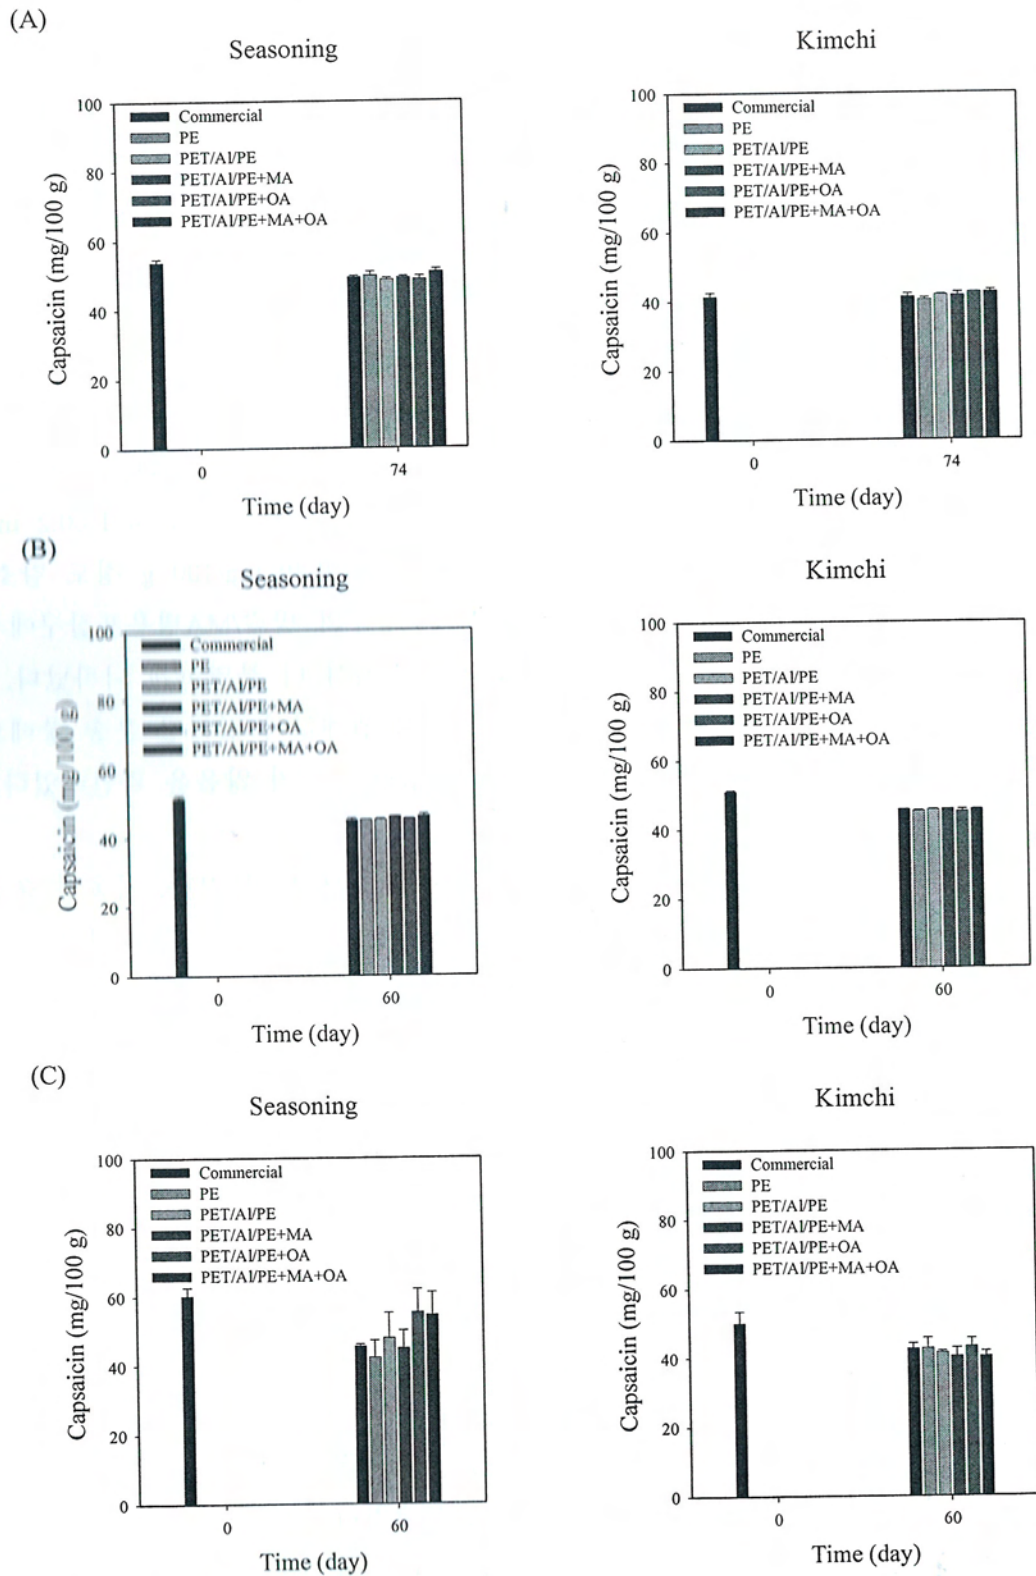 (A)
Seasoning
100
80
60
40
20
0
Capsaicin (mg/100 g)
Commercial
PE
PET/Al/PE
PET/Al/PE+MA
PET/Al/PE+OA
PET/Al/PE+MA+OA
0
74
Time (day)
Kimchi
100
80
60
40
20
0
Capsaicin (mg/100 g)
Commercial
PE
PET/Al/PE
PET/Al/PE+MA
PET/Al/PE+OA
PET/Al/PE+MA+OA
0
74
Time (day)
(B)
Seasoning
100
80
60
40
20
0
Capsaicin (mg/100 g)
Commercial
PE
PET/Al/PE
PET/Al/PE+MA
PET/Al/PE+OA
PET/Al/PE+MA+OA
0
60
Time (day)
Kimchi
100
80
60
40
20
0
Capsaicin (mg/100 g)
Commercial
PE
PET/Al/PE
PET/Al/PE+MA
PET/Al/PE+OA
PET/Al/PE+MA+OA
0
60
Time (day)
(C)
Seasoning
100
80
60
40
20
0
Capsaicin (mg/100 g)
Commercial
PE
PET/Al/PE
PET/Al/PE+MA
PET/Al/PE+OA
PET/Al/PE+MA+OA
0
60
Time (day)
Kimchi
100
80
60
40
20
0
Capsaicin (mg/100 g)
Commercial
PE
PET/Al/PE
PET/Al/PE+MA
PET/Al/PE+OA
PET/Al/PE+MA+OA
0
60
Time (day)